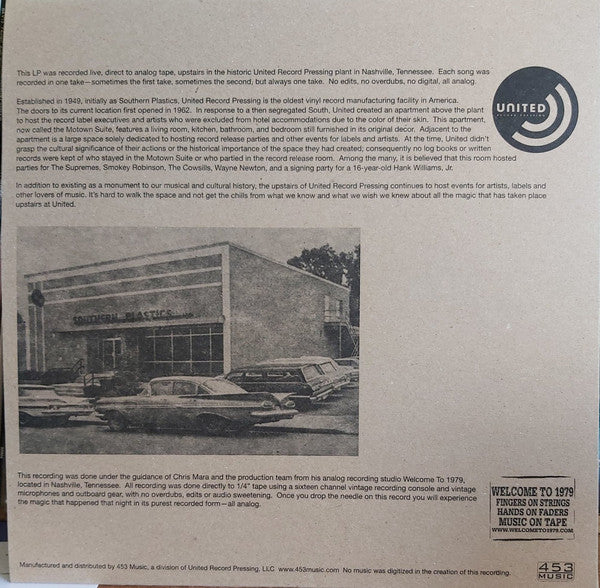 This LP was recorded live, direct to analog tape, upstairs in the historic United Record Pressing plant in Nashville, Tennessee. Each song was
recorded in one take—sometimes the first take, sometimes the second, but always one take. No edits, no overdubs, no digital, all analog.
Established in 1949, initially as Southern Plastics, United Record Pressing is the oldest vinyl record manufacturing facility in America.
The doors to its current location first opened in 1962. In response to a then segregated South, United created an apartment above the plant
to host the record label executives and artists who were excluded from hotel accommodations due to the color of their skin. This apartment,
now called the Motown Suite, features a living room, kitchen, bathroom, and bedroom still furnished in its original decor. Adjacent to the
apartment is a large space solely dedicated to hosting record release parties and other events for labels and artists. At the time, United didn't
grasp the cultural significance of their actions or the historical importance of the space they had created; consequently no log books or written
records were kept of who stayed in the Motown Suite or who partied in the record release room. Among the many, it is believed that this room hosted
parties for The Supremes, Smokey Robinson, The Cowsills, Wayne Newton, and a signing party for a 16-year-old Hank Williams, Jr.
In addition to existing as a monument to our musical and cultural history, the upstairs of United Record Pressing continues to host events for artists, labels and
other lovers of music. It's hard to walk the space and not get the chills from what we know and what we wish we knew about all the magic that has taken place
upstairs at United.
UNITED
RECORD PRESSING
SOUTHERN PLASTICS
This recording was done under the guidance of Chris Mara and the production team from his analog recording studio Welcome To 1979,
located in Nashville, Tennessee. All recording was done directly to 1/4" tape using a sixteen channel vintage recording console and vintage
microphones and outboard gear, with no overdubs, edits or audio sweetening. Once you drop the needle on this record you will experience
the magic that happened that night in its purest recorded form—all analog.
WELCOME TO 1979
FINGERS ON STRINGS
HANDS ON FADERS
MUSIC ON TAPE
WWW.WELCOMETO1979.COM
Manufactured and distributed by 453 Music, a division of United Record Pressing, LLC www.453music.com No music was digitized in the creation of this recording.
453
MUSIC